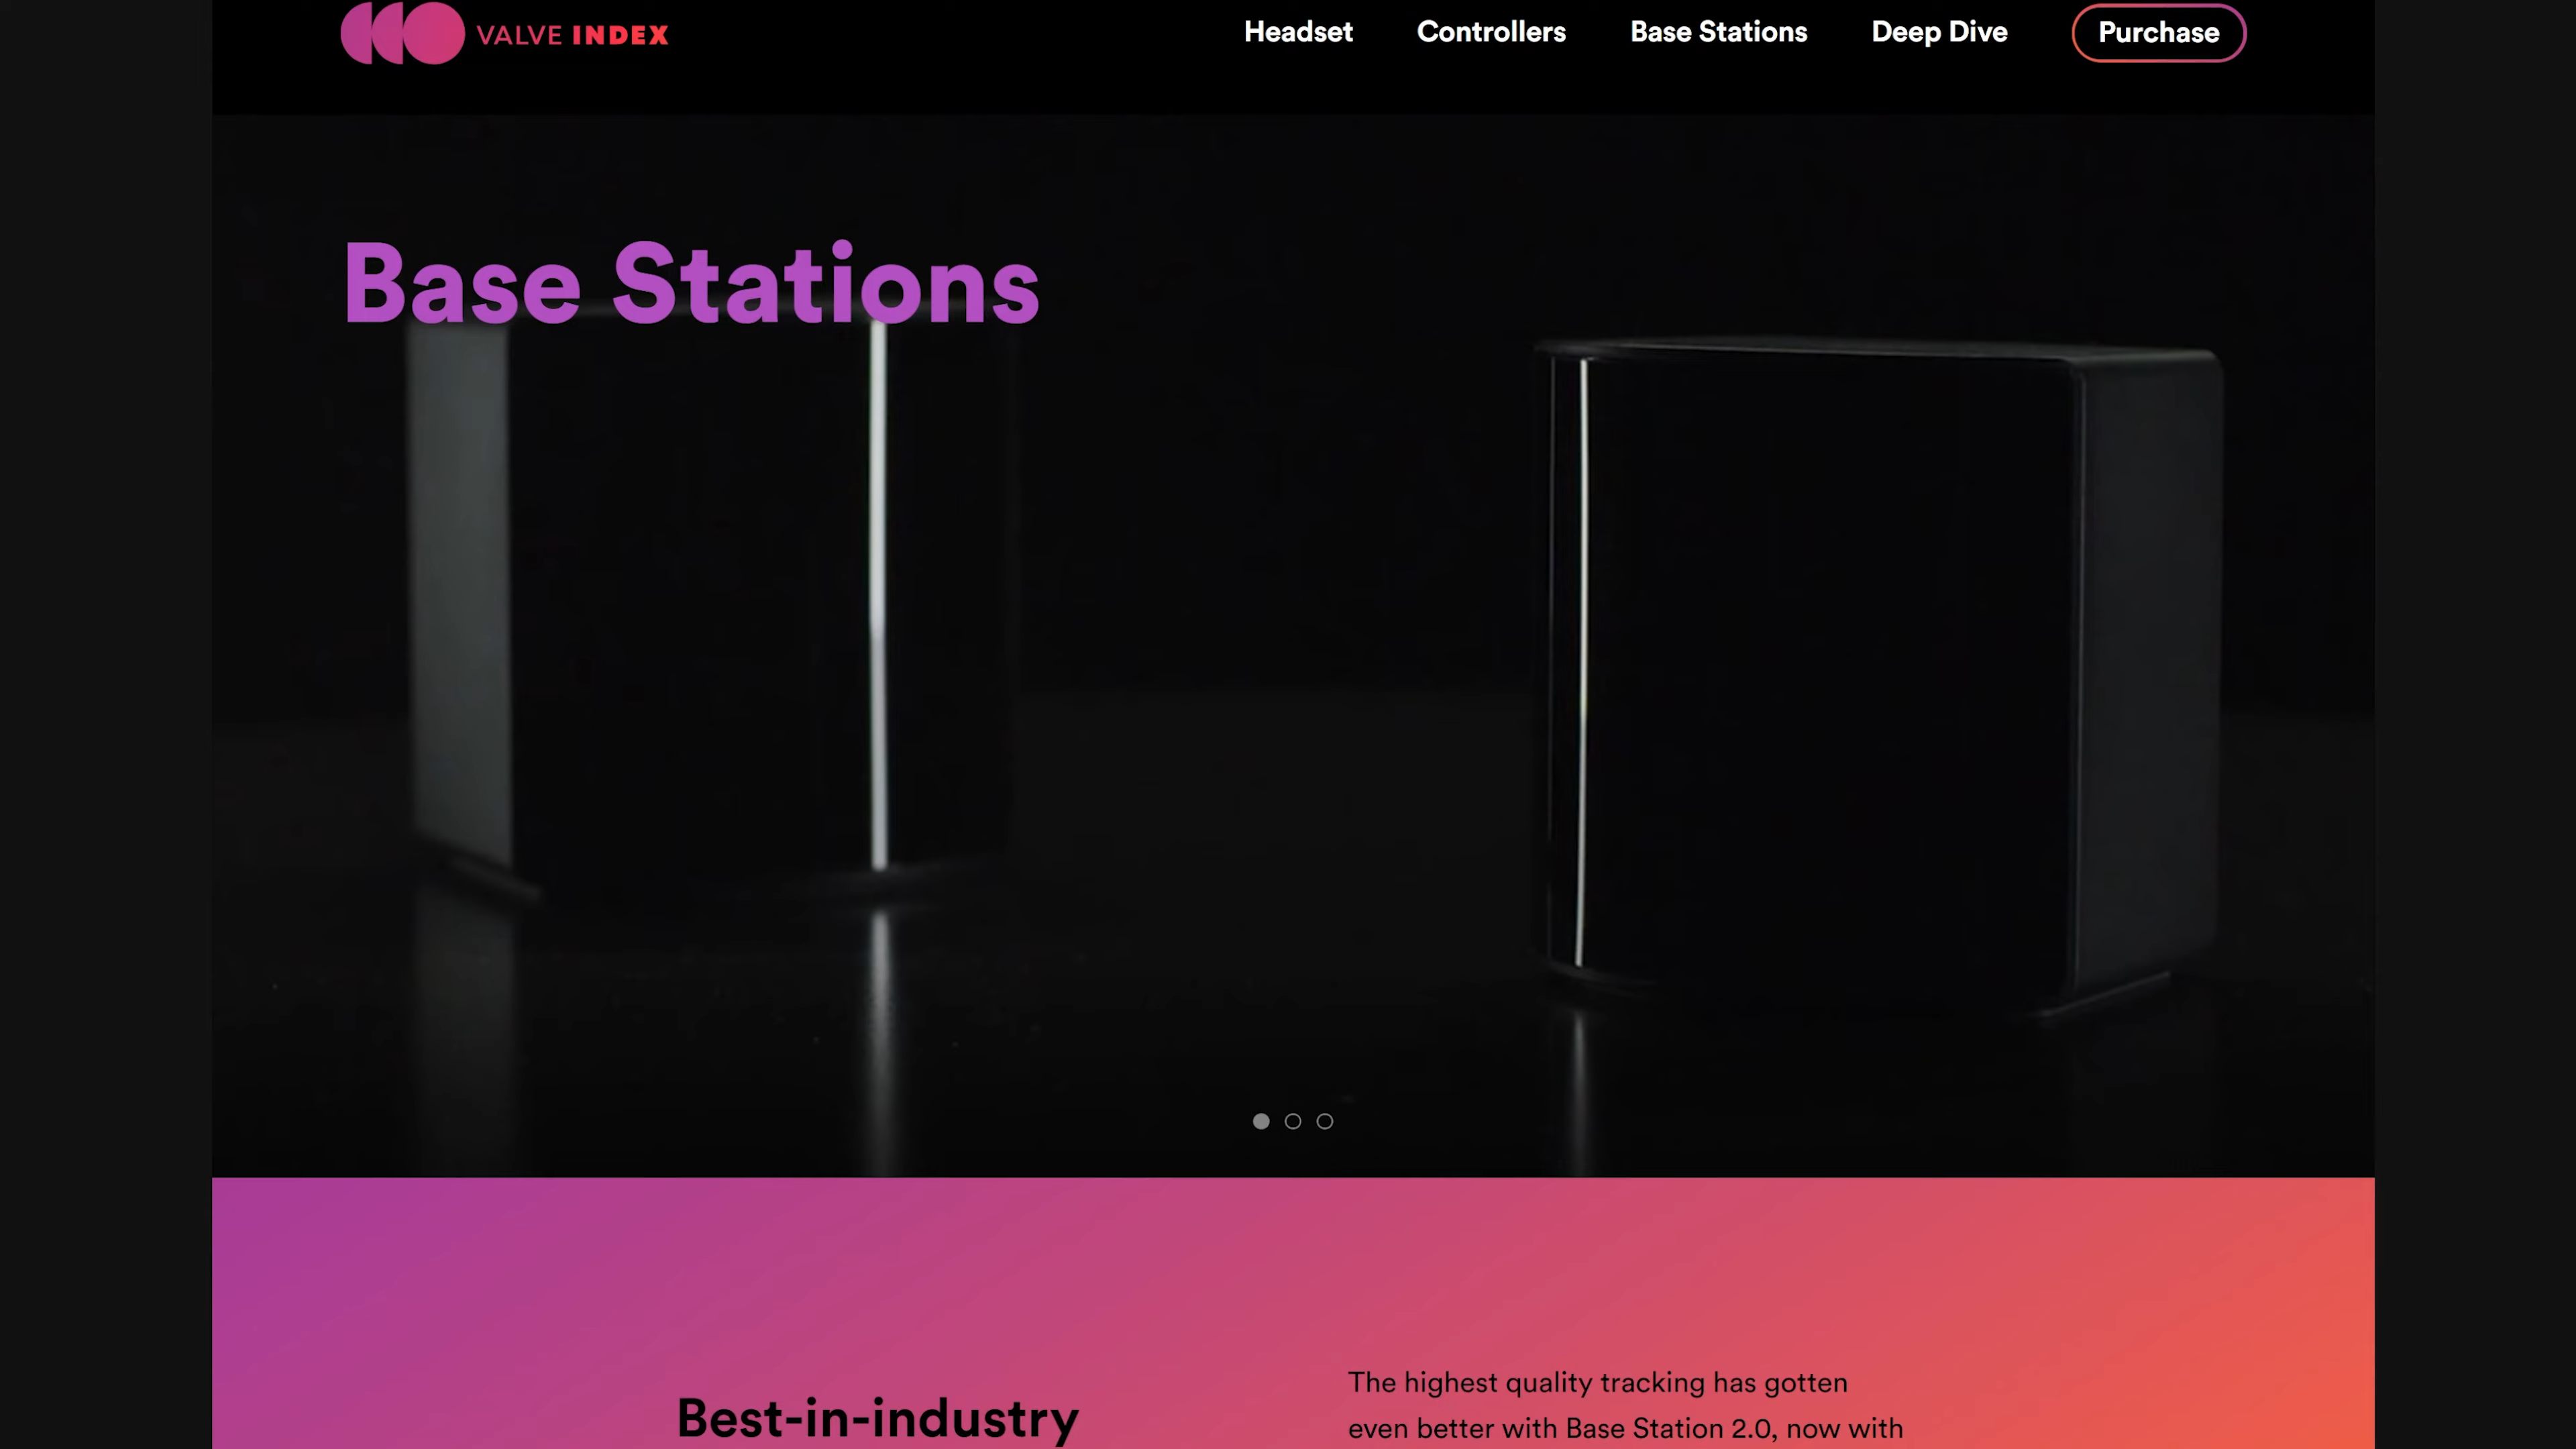 VALVE INDEX
Headset Controllers Base Stations Deep Dive Purchase
Base Stations
Best-in-industry
The highest quality tracking has gotten
even better with Base Station 2.0, now with